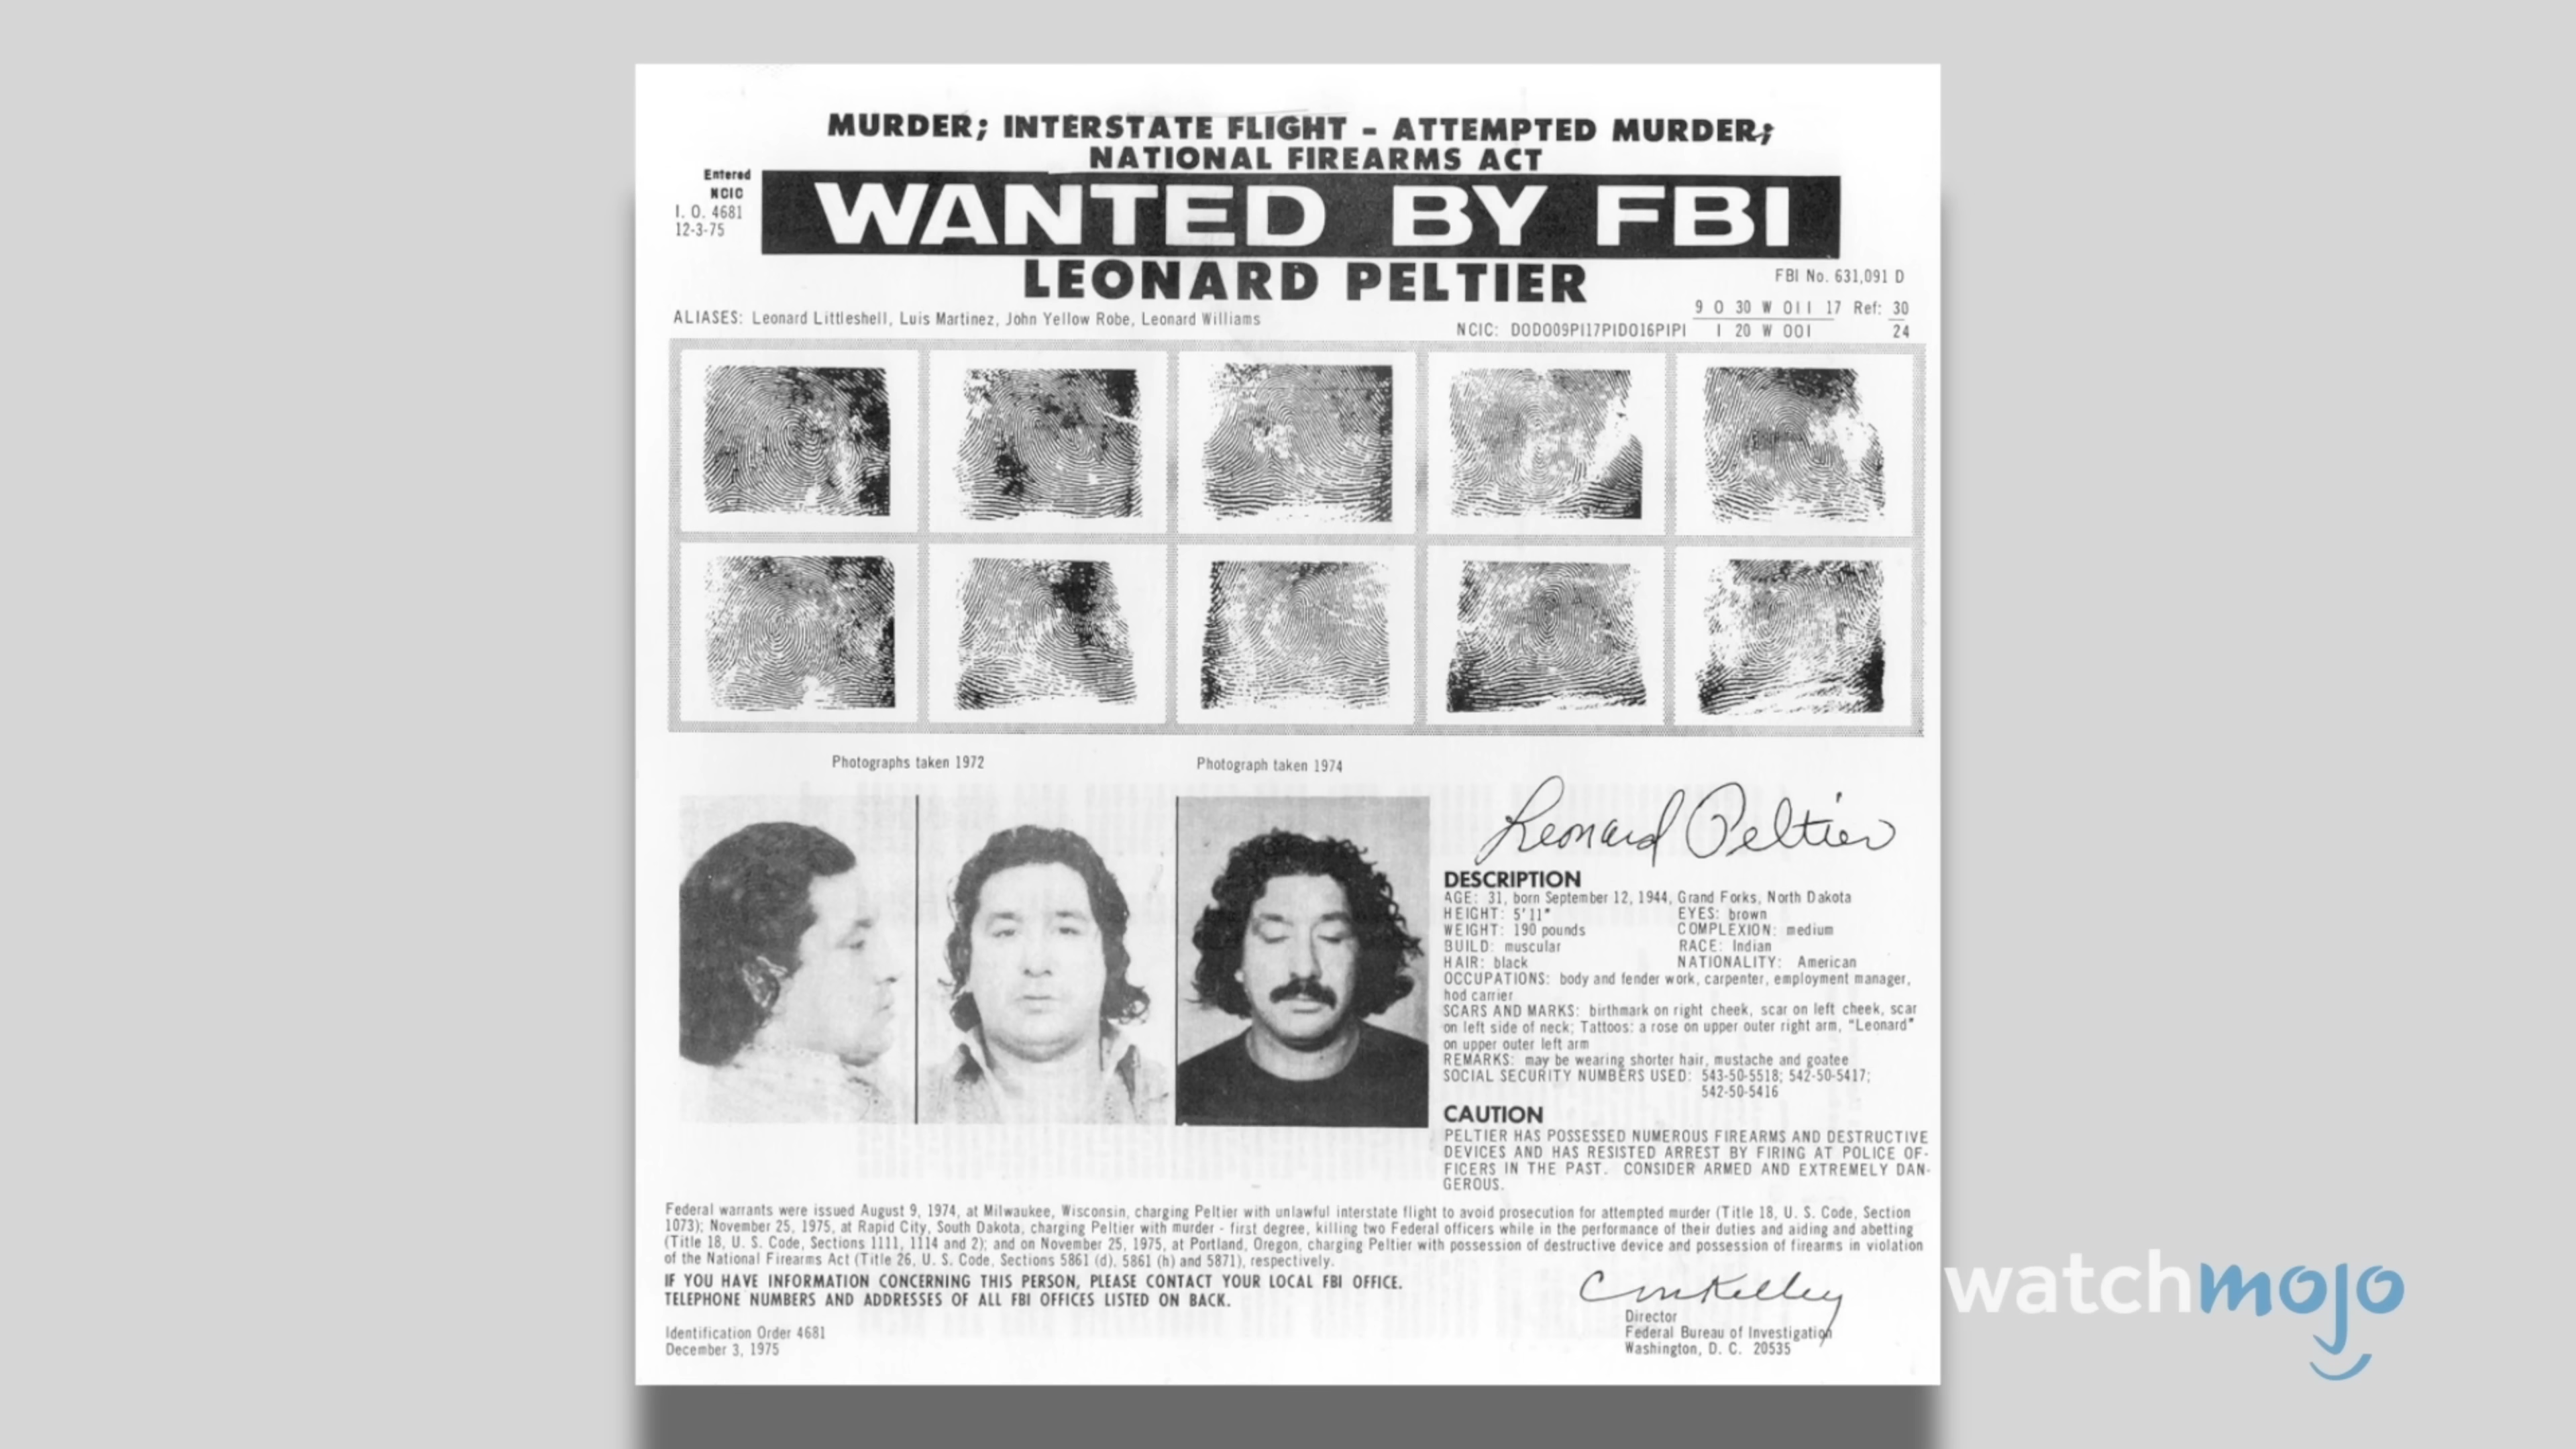 MURDER; INTERSTATE FLIGHT - ATTEMPTED MURDER;
NATIONAL FIREARMS ACT
Entered
NCIC
I. O. 4681
12-3-75
WANTED BY FBI
LEONARD PELTIER
FBI No. 631,091 D
ALIASES: Leonard Littleshell, Luis Martinez, John Yellow Robe, Leonard Williams
9 O 30 W OII 17 Ref: 30
NCIC: DODO09PI17PIDO16PIPI I 20 W OOI 24
Photographs taken 1972
Photograph taken 1974
Leonard Peltier
DESCRIPTION
AGE: 31, born September 12, 1944, Grand Forks, North Dakota
HEIGHT: 5'11" EYES: brown
WEIGHT: 190 pounds COMPLEXION: medium
BUILD: muscular RACE: Indian
HAIR: black NATIONALITY: American
OCCUPATIONS: body and fender work, carpenter, employment manager,
hod carrier
SCARS AND MARKS: birthmark on right cheek, scar on left cheek, scar
on left side of neck; Tattoos: a rose on upper outer right arm, "Leonard"
on upper outer left arm
REMARKS: may be wearing shorter hair, mustache and goatee
SOCIAL SECURITY NUMBERS USED: 543-50-5518; 542-50-5417;
542-50-5416
CAUTION
PELTIER HAS POSSESSED NUMEROUS FIREARMS AND DESTRUCTIVE
DEVICES AND HAS RESISTED ARREST BY FIRING AT POLICE OF-
FICERS IN THE PAST. CONSIDER ARMED AND EXTREMELY DAN-
GEROUS.
Federal warrants were issued August 9, 1974, at Milwaukee, Wisconsin, charging Peltier with unlawful interstate flight to avoid prosecution for attempted murder (Title 18, U. S. Code, Section
1073); November 25, 1975, at Rapid City, South Dakota, charging Peltier with murder - first degree, killing two Federal officers while in the performance of their duties and aiding and abetting
(Title 18, U. S. Code, Sections 1111, 1114 and 2); and on November 25, 1975, at Portland, Oregon, charging Peltier with possession of destructive device and possession of firearms in violation
of the National Firearms Act (Title 26, U. S. Code, Sections 5861 (d), 5861 (h) and 5871), respectively.
IF YOU HAVE INFORMATION CONCERNING THIS PERSON, PLEASE CONTACT YOUR LOCAL FBI OFFICE.
TELEPHONE NUMBERS AND ADDRESSES OF ALL FBI OFFICES LISTED ON BACK.
Identification Order 4681
December 3, 1975
CMKelley
Director
Federal Bureau of Investigation
Washington, D. C. 20535
watchmojo